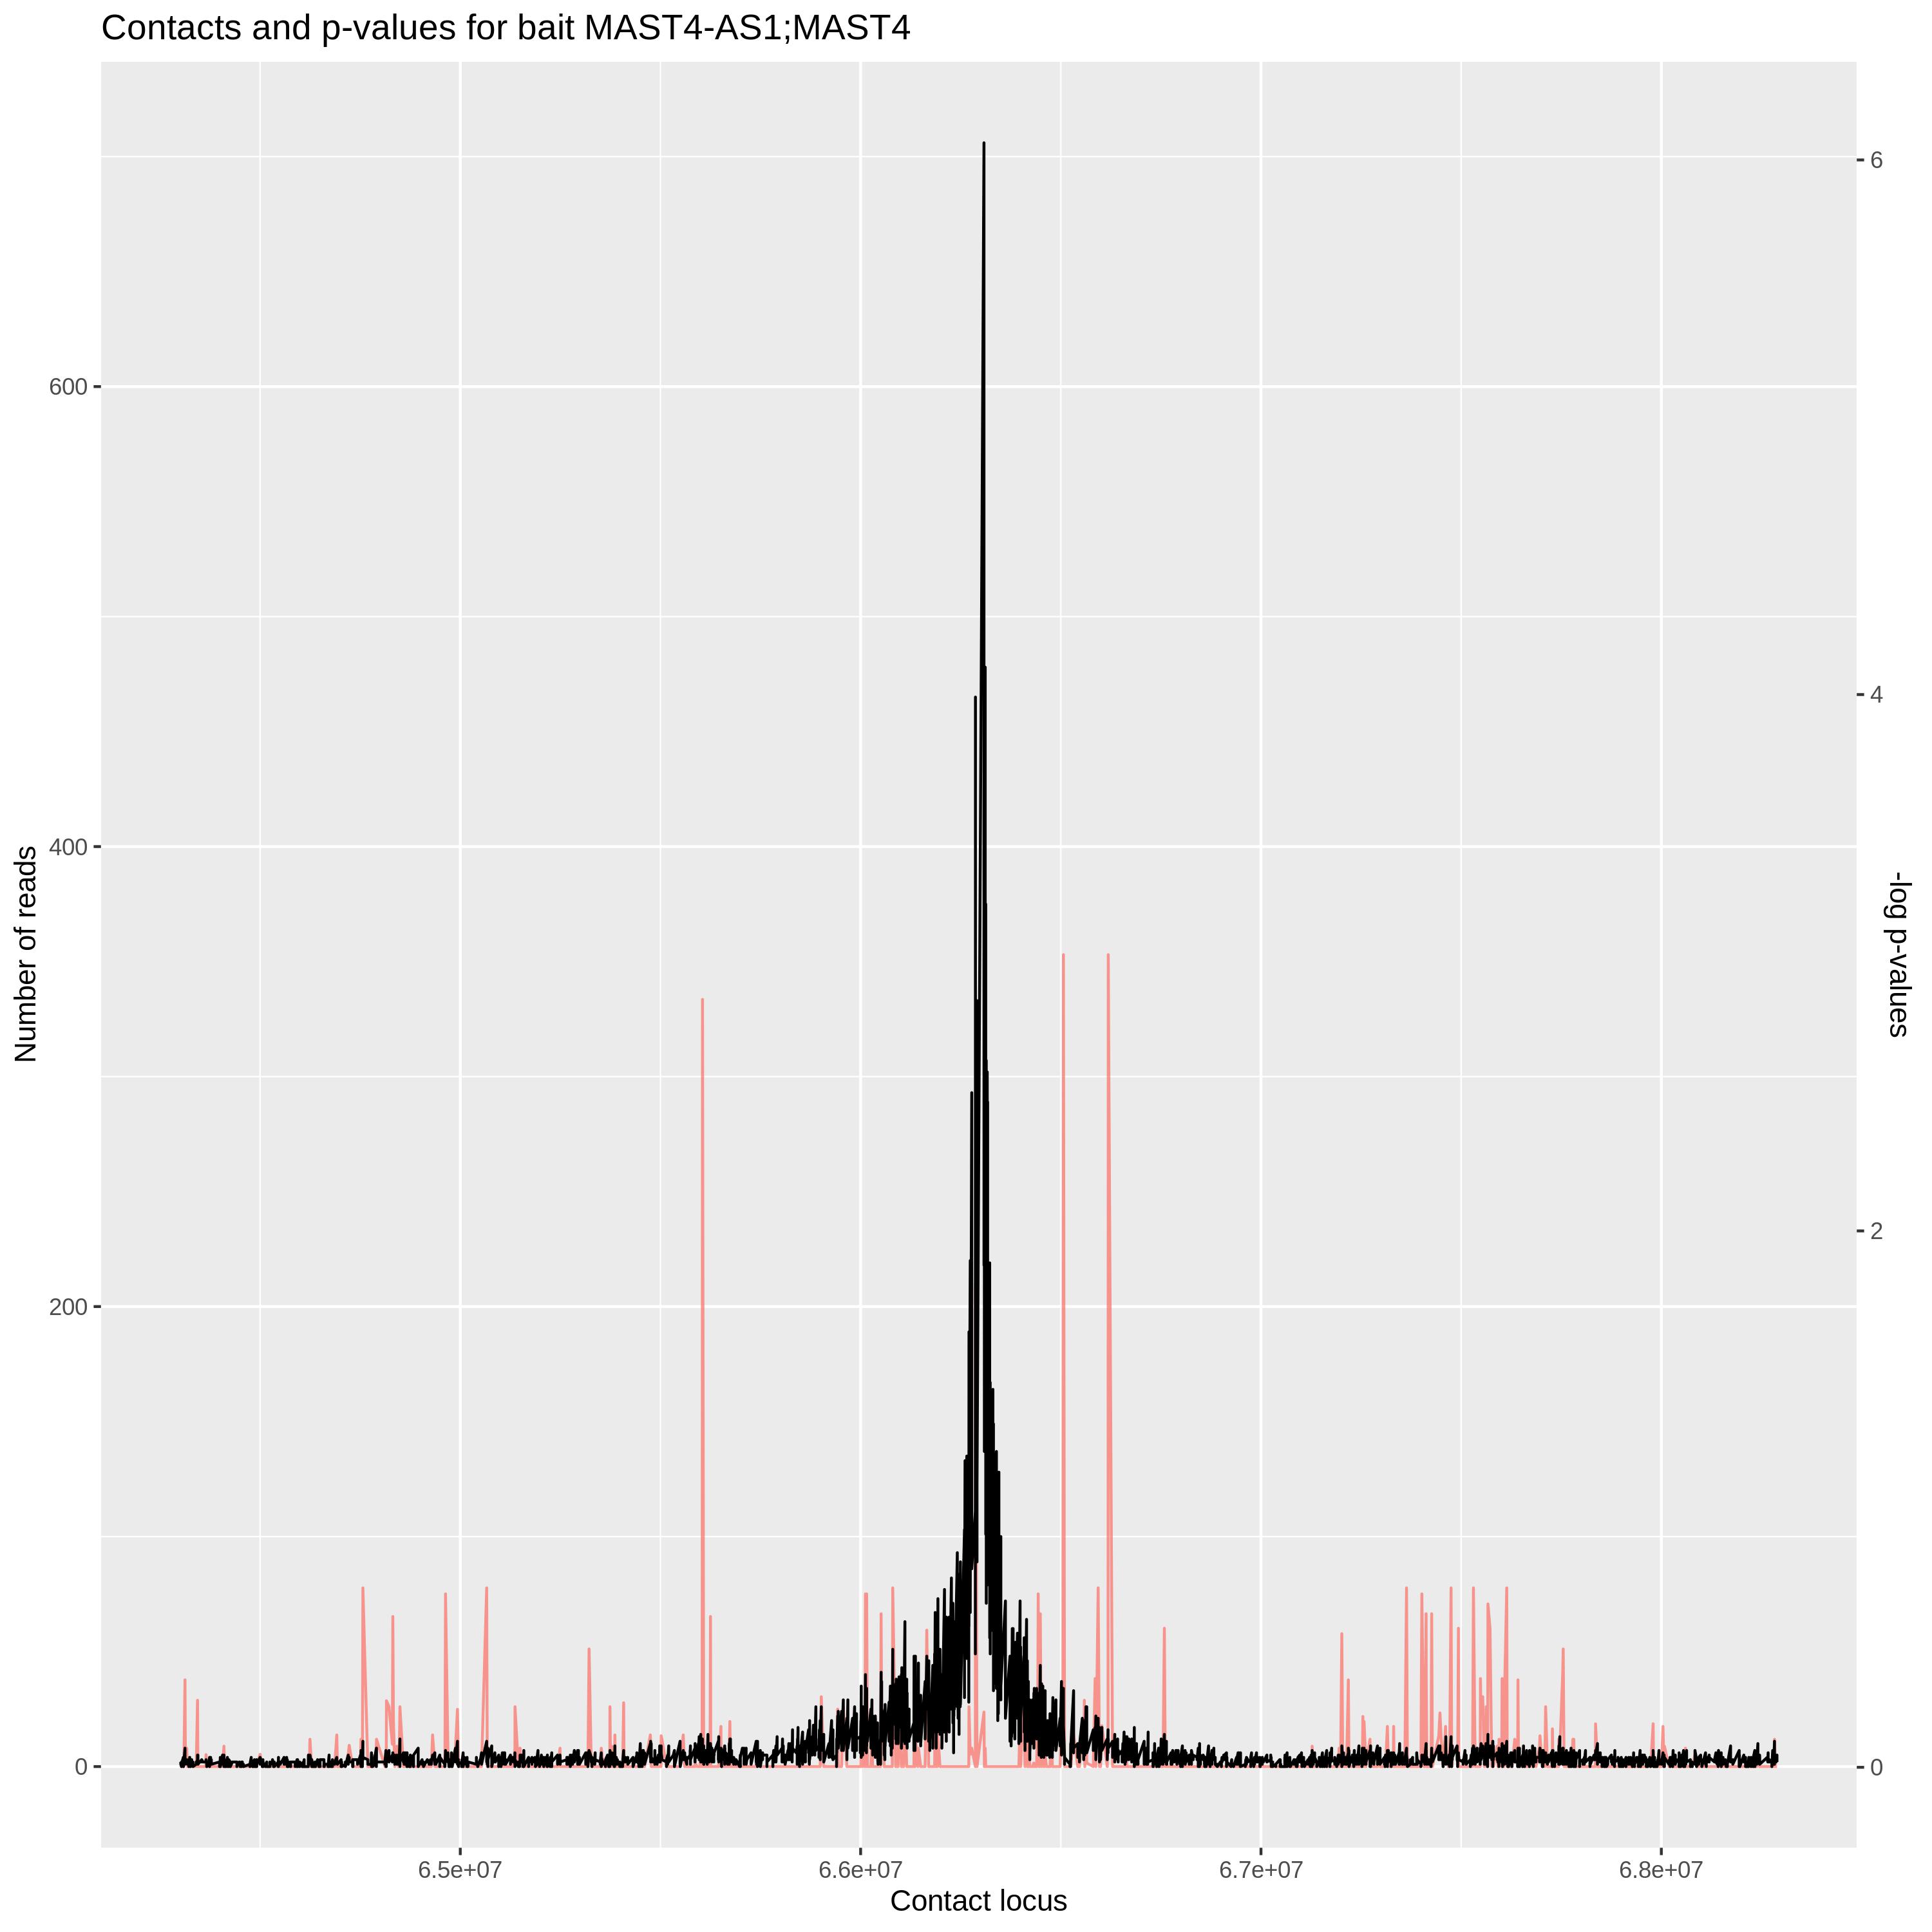 Contacts and p-values for bait MAST4-AS1;MAST4
600
400
200
0
Number of reads
6
4
2
0
-log p-values
6.5e+07
6.6e+07
6.7e+07
6.8e+07
Contact locus